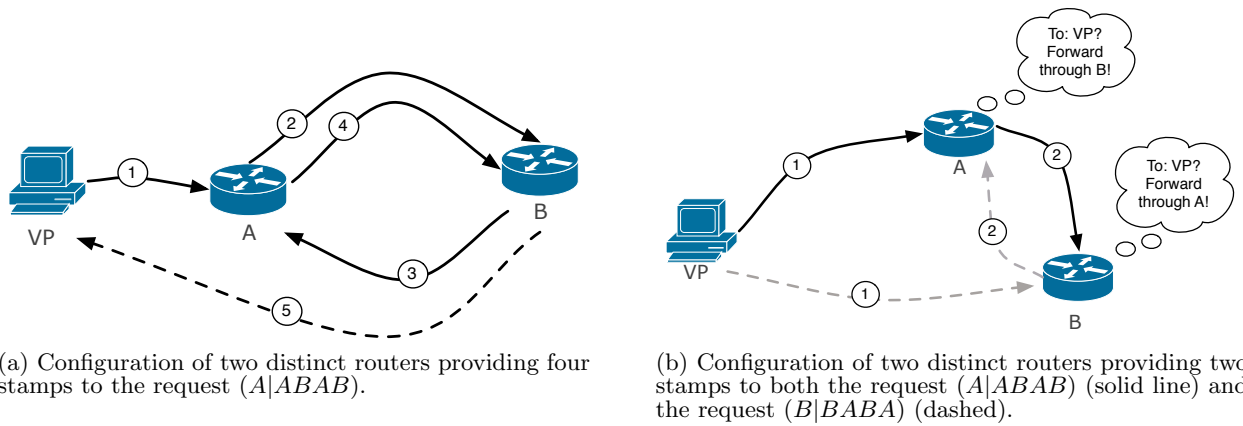 To: VP?
Forward
through B!
2
4
A
2
1
B
To: VP?
Forward
through A!
1
VP
A
3
2
VP
5
1
B
(a) Configuration of two distinct routers providing four
stamps to the request (A|ABAB).
(b) Configuration of two distinct routers providing two
stamps to both the request (A|ABAB) (solid line) and
the request (B|BABA) (dashed).